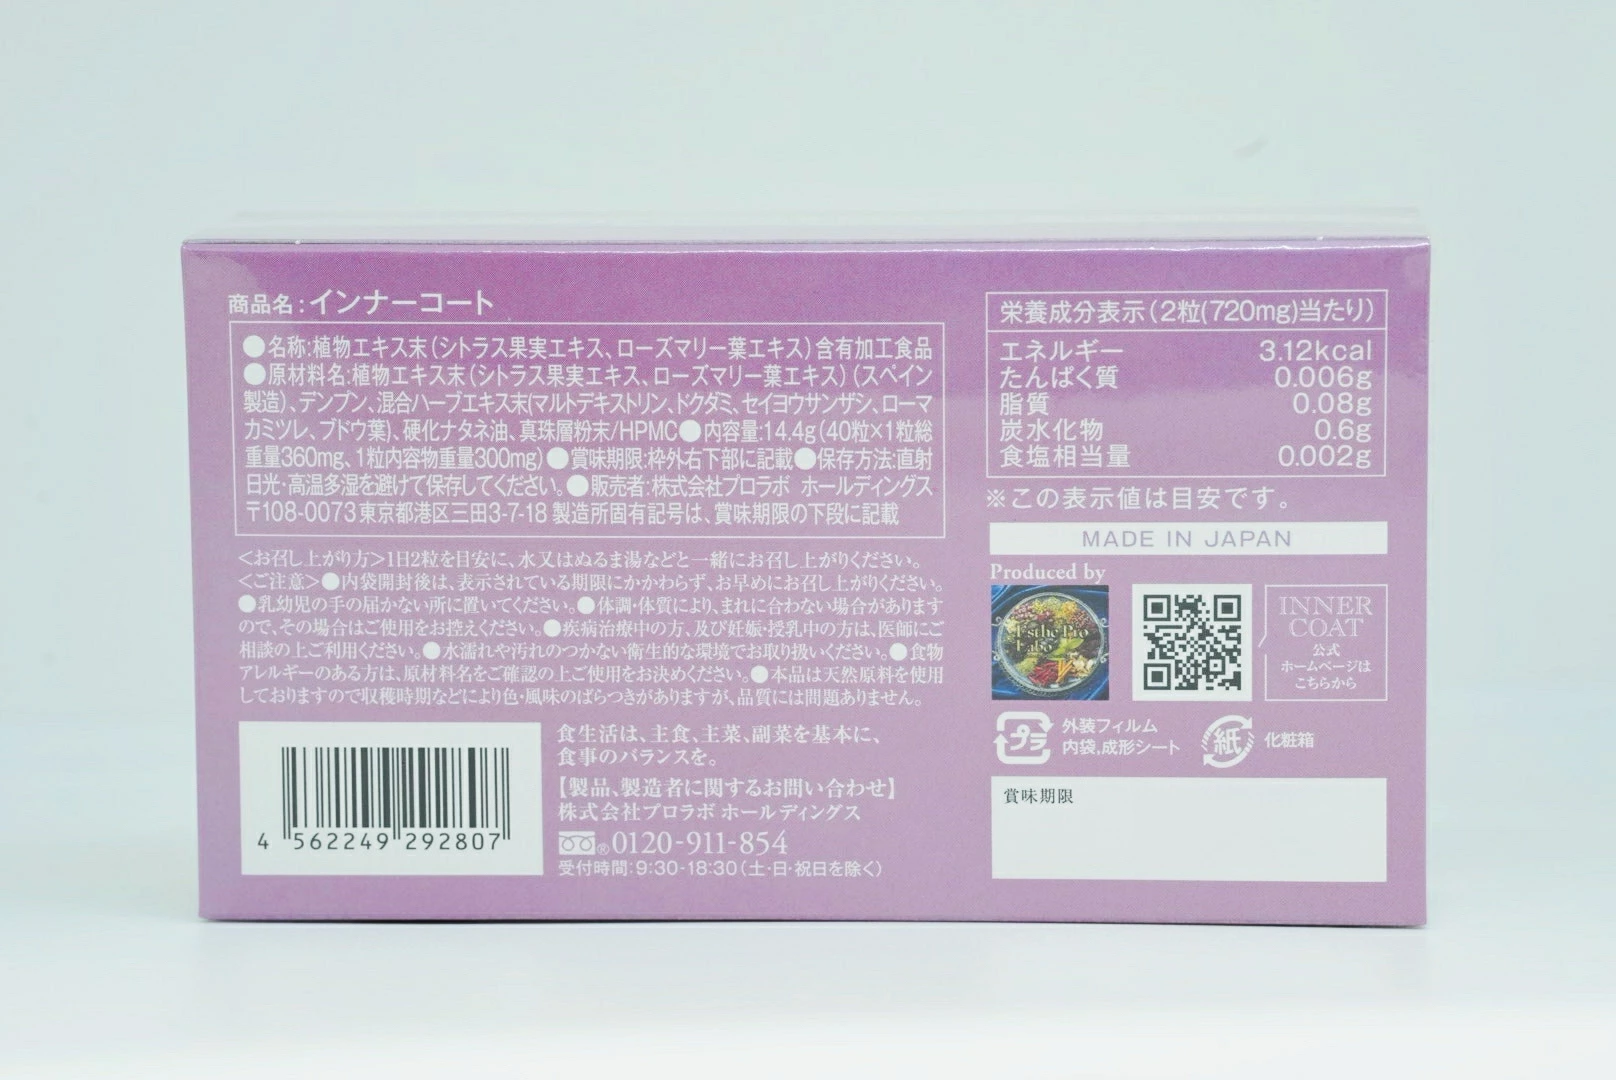 商品名:インナーコート
●名称:植物エキス末(シトラス果実エキス、ローズマリー葉エキス)含有加工食品
●原材料名:植物エキス末(シトラス果実エキス、ローズマリー葉エキス)(スペイン
製造)、デンプン、混合ハーブエキス末(マルトデキストリン、ドクダミ、セイヨウサンザシ、ローマ
カミツレ、ブドウ葉)、硬化ナタネ油、真珠層粉末/HPMC●内容量:14.4g(40粒×1粒総
重量360mg、1粒内容物重量300mg)●賞味期限:枠外右下部に記載●保存方法:直射
日光・高温多湿を避けて保存してください。●販売者:株式会社プロラボ ホールディングス
〒108-0073 東京都港区三田3-7-18 製造所固有記号は、賞味期限の下段に記載
<お召し上がり方>1日2粒を目安に、水又はぬるま湯などと一緒にお召し上がりください。
<ご注意>●内袋開封後は、表示されている期限にかかわらず、お早めにお召し上がりください。
●乳幼児の手の届かない所に置いてください。●体調・体質により、まれに合わない場合があります
ので、その場合はご使用をお控えください。●疾病治療中の方、及び妊娠・授乳中の方は、医師にご
相談の上ご利用ください。●水濡れや汚れのつかない衛生的な環境でお取り扱いください。●食物
アレルギーのある方は、原材料名をご確認の上ご使用をお決めください。●本品は天然原料を使用
しておりますので収穫時期などにより色・風味のばらつきがありますが、品質には問題ありません。
4 562249 292807
食生活は、主食、主菜、副菜を基本に、
食事のバランスを。
【製品、製造者に関するお問い合わせ】
株式会社プロラボ ホールディングス
®0120-911-854
受付時間:9:30-18:30(土・日・祝日を除く)
栄養成分表示(2粒(720mg)当たり)
エネルギー 3.12kcal
たんぱく質 0.006g
脂質 0.08g
炭水化物 0.6g
食塩相当量 0.002g
※この表示値は目安です。
MADE IN JAPAN
Produced by
Esthe Pro
Labo
INNER
COAT
公式
ホームページは
こちらから
プラ
外装フィルム
内袋,成形シート
紙
化粧箱
賞味期限